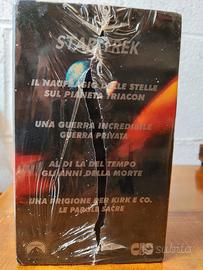 STAR TREK
IL NAUFRAGIO DELLE STELLE
SUL PIANETA TRIACON
UNA GUERRA INCREDIBILE
GUERRA PRIVATA
AL DI LA' DEL TEMPO
GLI ANNI DELLA MORTE
UNA PRIGIONE PER KIRK E CO.
LE PAROLE SACRE
CIC
subito